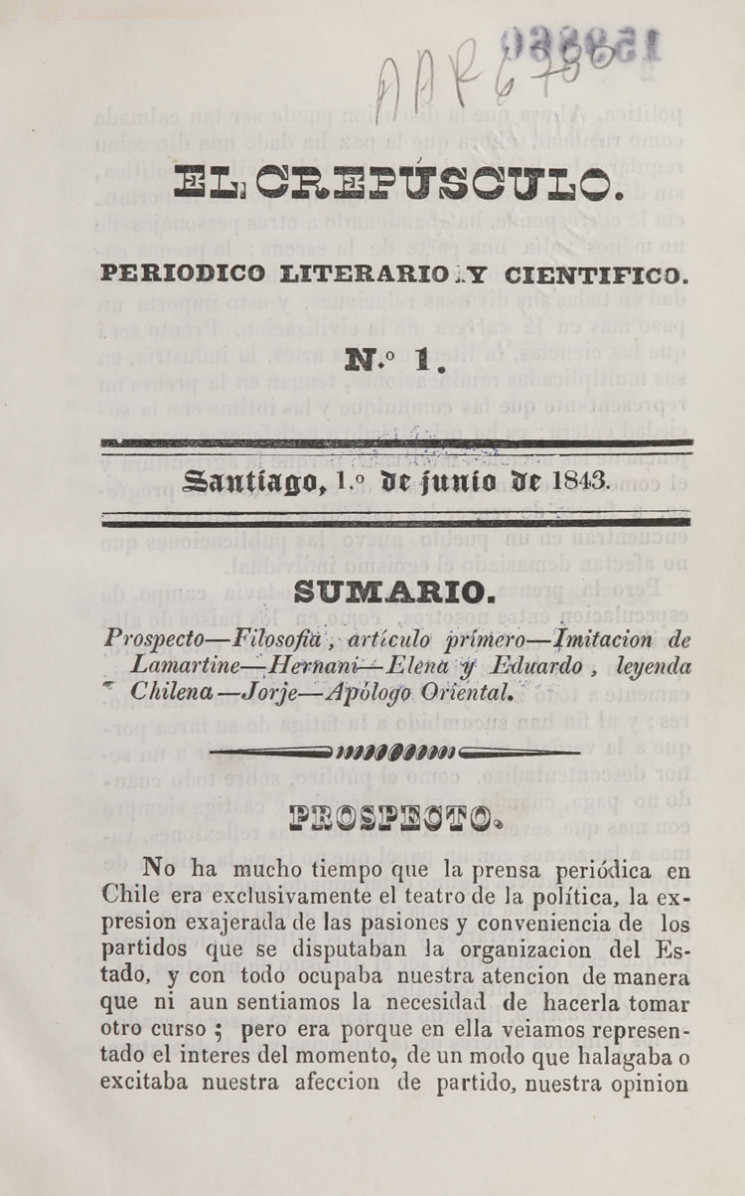 159860
AAR6700
EL CREPÚSCULO.
PERIODICO LITERARIO Y CIENTIFICO.
N.º 1.
Santiago, 1.º de junio de 1843.
SUMARIO.
Prospecto—Filosofia, artículo primero—Imitacion de
Lamartine—Hernani—Elena y Eduardo, leyenda
Chilena—Jorje—Apólogo Oriental.
PROSPECTO.
No ha mucho tiempo que la prensa periódica en
Chile era exclusivamente el teatro de la política, la ex-
presion exajerada de las pasiones y conveniencia de los
partidos que se disputaban la organizacion del Es-
tado, y con todo ocupaba nuestra atencion de manera
que ni aun sentiamos la necesidad de hacerla tomar
otro curso; pero era porque en ella veiamos represen-
tado el interes del momento, de un modo que halagaba o
excitaba nuestra afeccion de partido, nuestra opinion